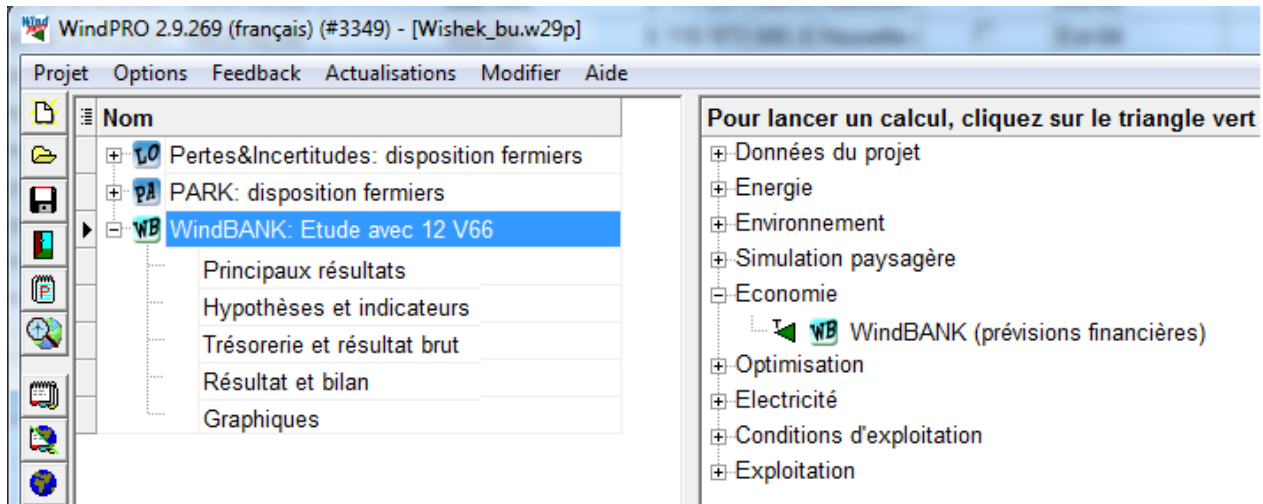 WindPRO 2.9.269 (français) (#3349) - [Wishek_bu.w29p]
Projet Options Feedback Actualisations Modifier Aide
Nom
LO Pertes&Incertitudes: disposition fermiers
PA PARK: disposition fermiers
WB WindBANK: Etude avec 12 V66
Principaux résultats
Hypothèses et indicateurs
Trésorerie et résultat brut
Résultat et bilan
Graphiques
Pour lancer un calcul, cliquez sur le triangle vert
Données du projet
Energie
Environnement
Simulation paysagère
Economie
T WB WindBANK (prévisions financières)
Optimisation
Electricité
Conditions d'exploitation
Exploitation